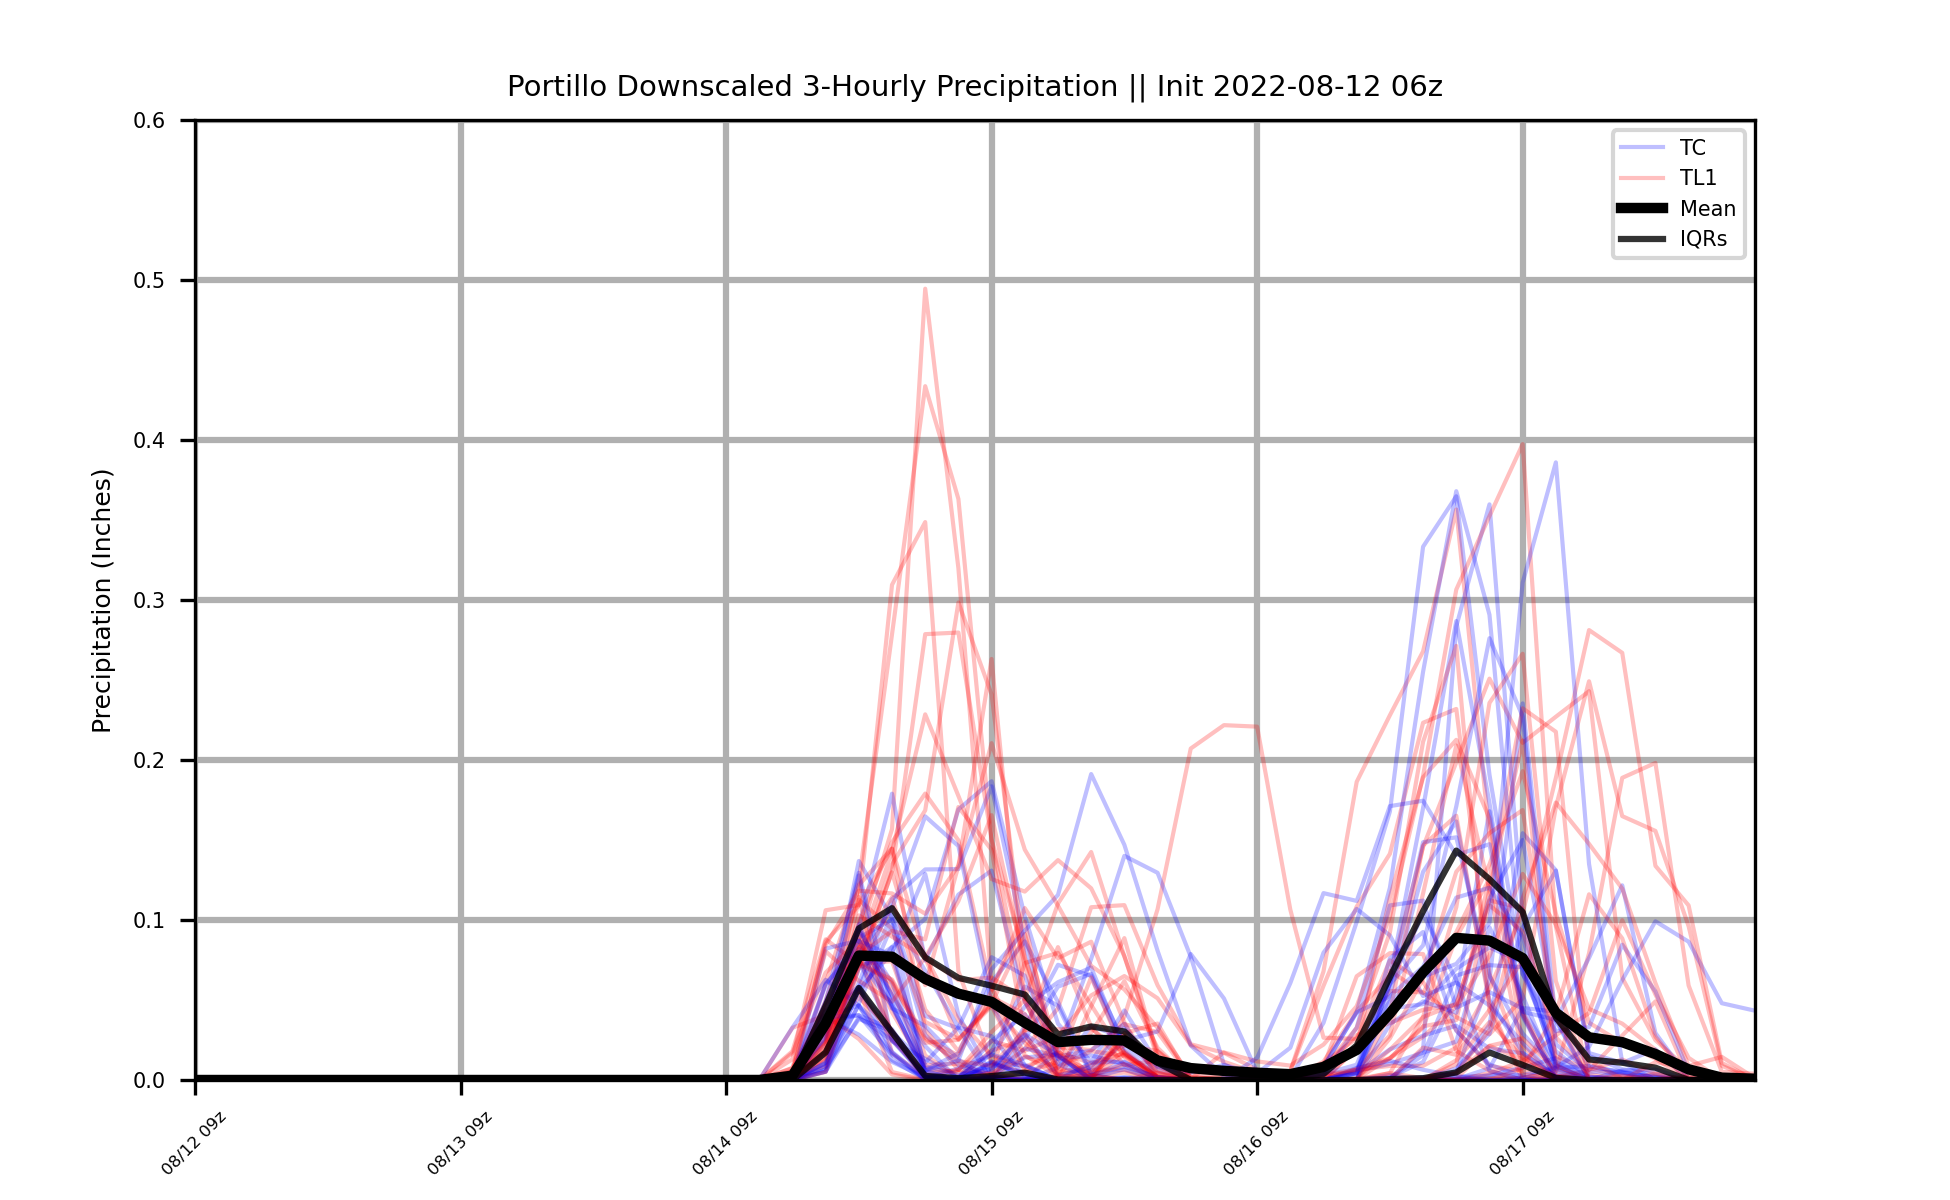 Portillo Downscaled 3-Hourly Precipitation || Init 2022-08-12 06z
TC
TL1
Mean
IQRs
Precipitation (Inches)
0.6
0.5
0.4
0.3
0.2
0.1
0.0
08/12 09z
08/13 09z
08/14 09z
08/15 09z
08/16 09z
08/17 09z